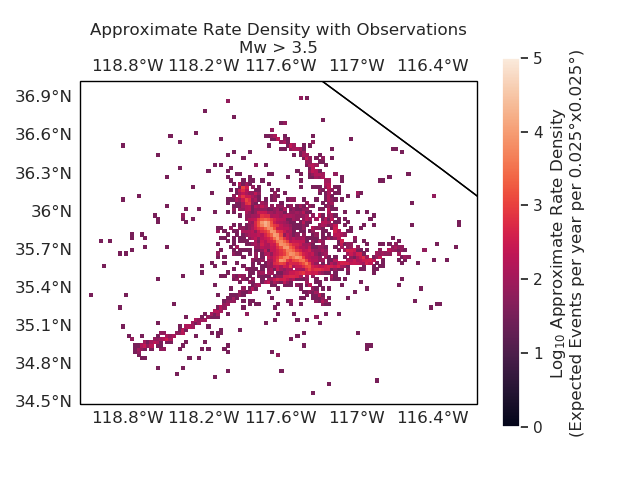 Approximate Rate Density with Observations
Mw > 3.5
118.8°W 118.2°W 117.6°W 117°W 116.4°W
36.9°N
36.6°N
36.3°N
36°N
35.7°N
35.4°N
35.1°N
34.8°N
34.5°N
118.8°W 118.2°W 117.6°W 117°W 116.4°W
5
4
3
2
1
0
Log₁₀ Approximate Rate Density
(Expected Events per year per 0.025°x0.025°)